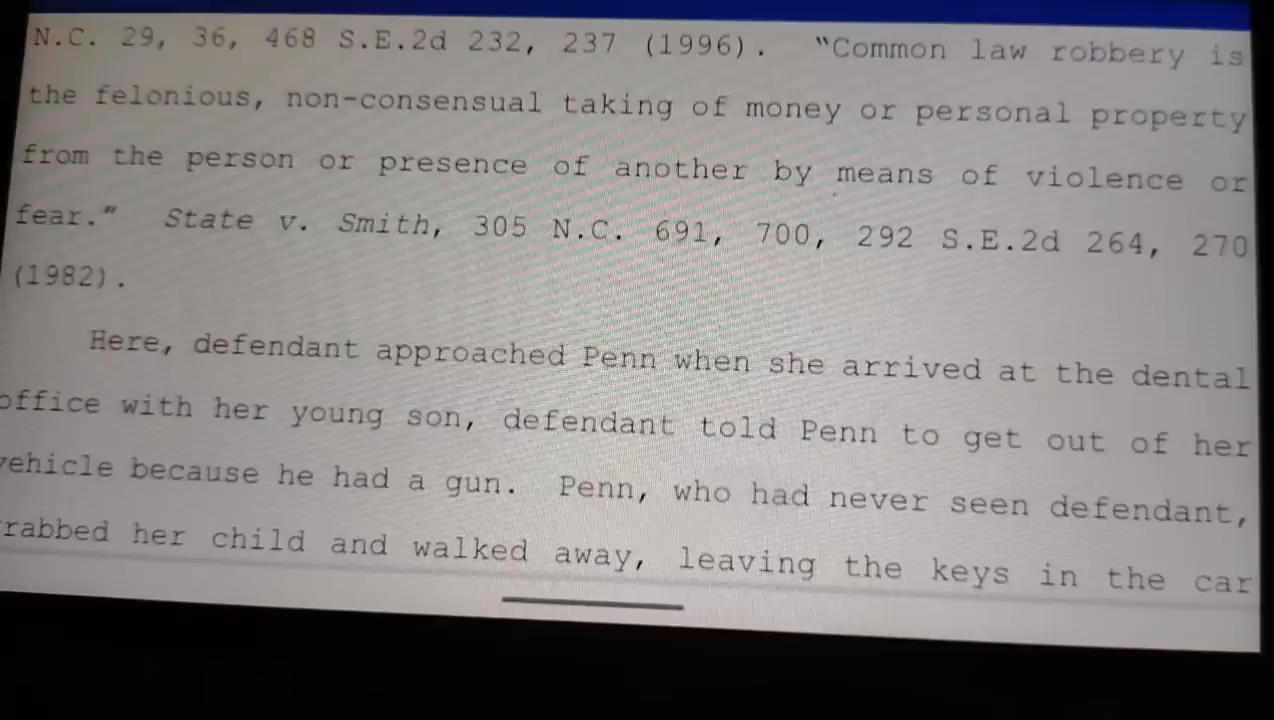 N.C. 29, 36, 468 S.E.2d 232, 237 (1996). "Common law robbery is
the felonious, non-consensual taking of money or personal property
from the person or presence of another by means of violence or
fear." State v. Smith, 305 N.C. 691, 700, 292 S.E.2d 264, 270
(1982).
Here, defendant approached Penn when she arrived at the dental
office with her young son, defendant told Penn to get out of her
vehicle because he had a gun. Penn, who had never seen defendant,
rabbed her child and walked away, leaving the keys in the car